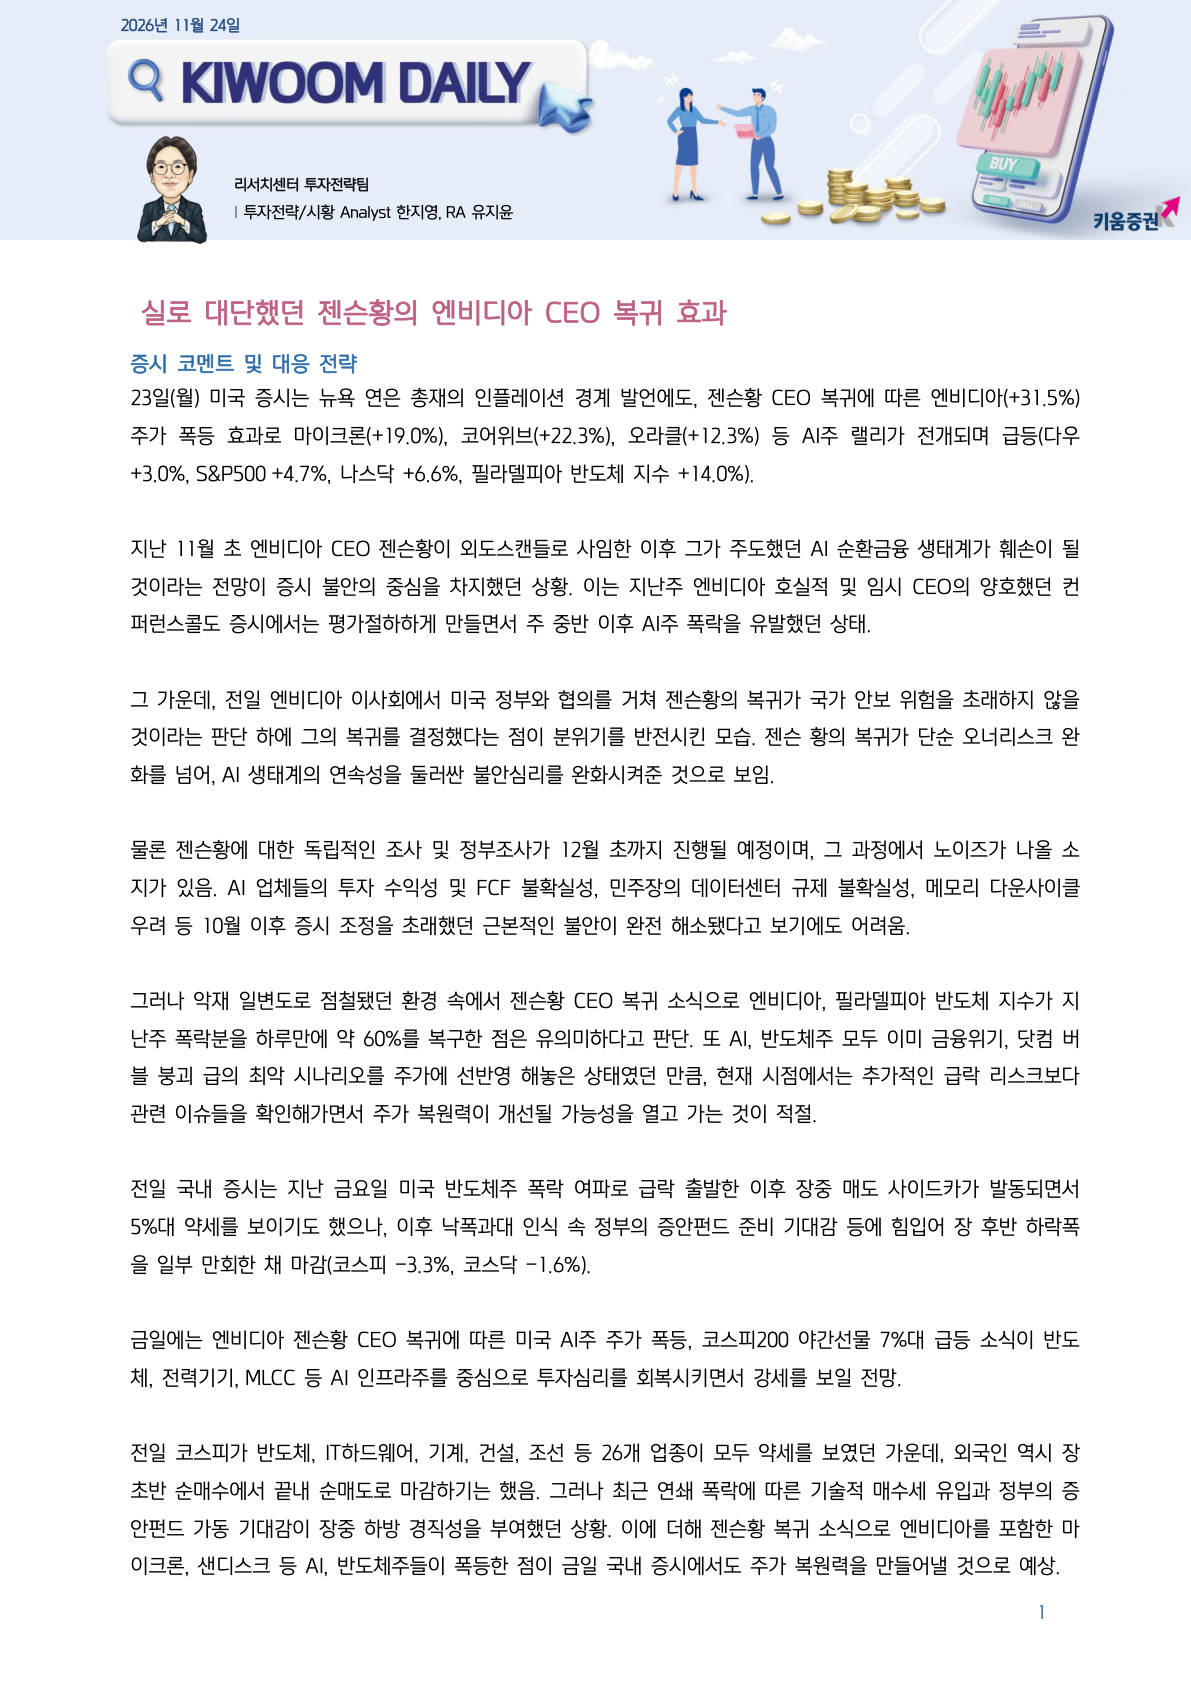 2026년 11월 24일
KIWOOM DAILY
리서치센터 투자전략팀
| 투자전략/시황 Analyst 한지영, RA 유지윤
BUY
BUY
키움증권
실로 대단했던 젠슨황의 엔비디아 CEO 복귀 효과
증시 코멘트 및 대응 전략
23일(월) 미국 증시는 뉴욕 연은 총재의 인플레이션 경계 발언에도, 젠슨황 CEO 복귀에 따른 엔비디아(+31.5%)
주가 폭등 효과로 마이크론(+19.0%), 코어위브(+22.3%), 오라클(+12.3%) 등 AI주 랠리가 전개되며 급등(다우
+3.0%, S&P500 +4.7%, 나스닥 +6.6%, 필라델피아 반도체 지수 +14.0%).
지난 11월 초 엔비디아 CEO 젠슨황이 외도스캔들로 사임한 이후 그가 주도했던 AI 순환금융 생태계가 훼손이 될
것이라는 전망이 증시 불안의 중심을 차지했던 상황. 이는 지난주 엔비디아 호실적 및 임시 CEO의 양호했던 컨
퍼런스콜도 증시에서는 평가절하하게 만들면서 주 중반 이후 AI주 폭락을 유발했던 상태.
그 가운데, 전일 엔비디아 이사회에서 미국 정부와 협의를 거쳐 젠슨황의 복귀가 국가 안보 위험을 초래하지 않을
것이라는 판단 하에 그의 복귀를 결정했다는 점이 분위기를 반전시킨 모습. 젠슨 황의 복귀가 단순 오너리스크 완
화를 넘어, AI 생태계의 연속성을 둘러싼 불안심리를 완화시켜준 것으로 보임.
물론 젠슨황에 대한 독립적인 조사 및 정부조사가 12월 초까지 진행될 예정이며, 그 과정에서 노이즈가 나올 소
지가 있음. AI 업체들의 투자 수익성 및 FCF 불확실성, 민주장의 데이터센터 규제 불확실성, 메모리 다운사이클
우려 등 10월 이후 증시 조정을 초래했던 근본적인 불안이 완전 해소됐다고 보기에도 어려움.
그러나 악재 일변도로 점철됐던 환경 속에서 젠슨황 CEO 복귀 소식으로 엔비디아, 필라델피아 반도체 지수가 지
난주 폭락분을 하루만에 약 60%를 복구한 점은 유의미하다고 판단. 또 AI, 반도체주 모두 이미 금융위기, 닷컴 버
블 붕괴 급의 최악 시나리오를 주가에 선반영 해놓은 상태였던 만큼, 현재 시점에서는 추가적인 급락 리스크보다
관련 이슈들을 확인해가면서 주가 복원력이 개선될 가능성을 열고 가는 것이 적절.
전일 국내 증시는 지난 금요일 미국 반도체주 폭락 여파로 급락 출발한 이후 장중 매도 사이드카가 발동되면서
5%대 약세를 보이기도 했으나, 이후 낙폭과대 인식 속 정부의 증안펀드 준비 기대감 등에 힘입어 장 후반 하락폭
을 일부 만회한 채 마감(코스피 -3.3%, 코스닥 -1.6%).
금일에는 엔비디아 젠슨황 CEO 복귀에 따른 미국 AI주 주가 폭등, 코스피200 야간선물 7%대 급등 소식이 반도
체, 전력기기, MLCC 등 AI 인프라주를 중심으로 투자심리를 회복시키면서 강세를 보일 전망.
전일 코스피가 반도체, IT하드웨어, 기계, 건설, 조선 등 26개 업종이 모두 약세를 보였던 가운데, 외국인 역시 장
초반 순매수에서 끝내 순매도로 마감하기는 했음. 그러나 최근 연쇄 폭락에 따른 기술적 매수세 유입과 정부의 증
안펀드 가동 기대감이 장중 하방 경직성을 부여했던 상황. 이에 더해 젠슨황 복귀 소식으로 엔비디아를 포함한 마
이크론, 샌디스크 등 AI, 반도체주들이 폭등한 점이 금일 국내 증시에서도 주가 복원력을 만들어낼 것으로 예상.
1